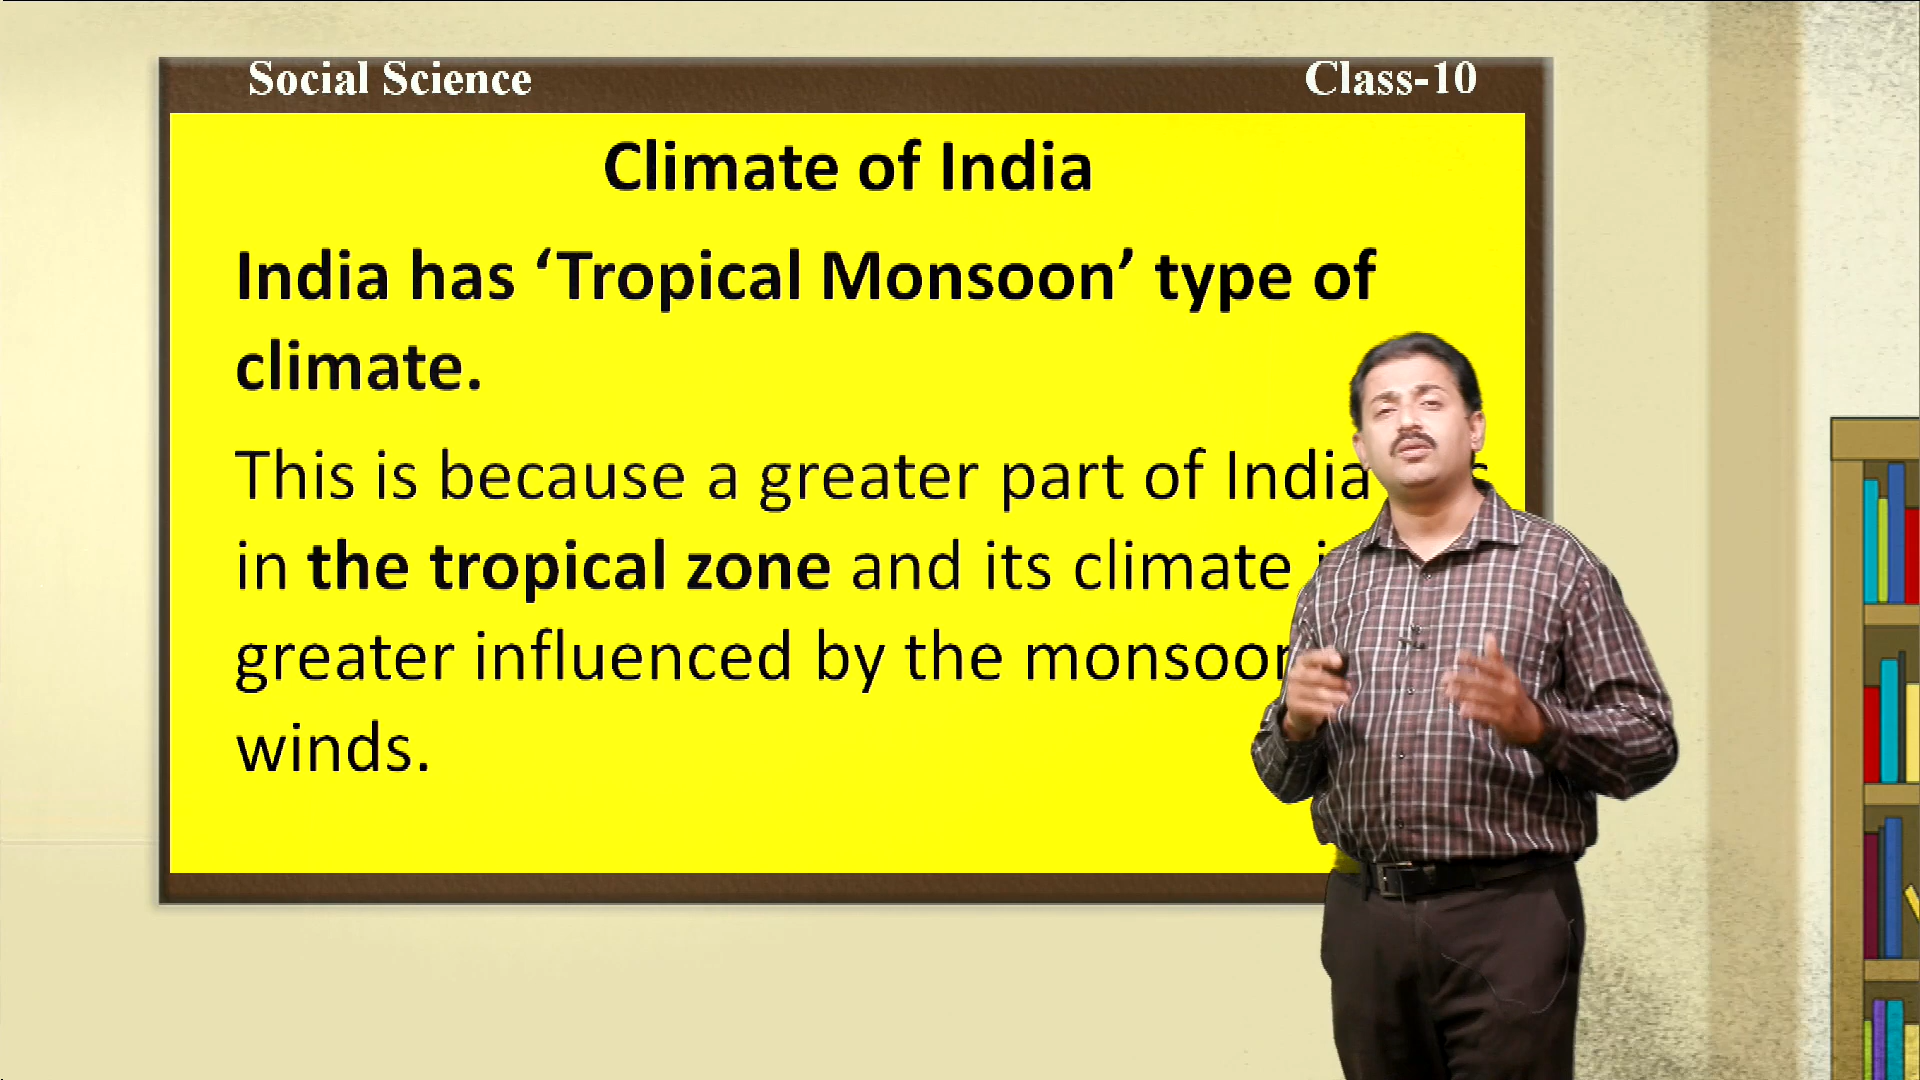 Social Science Class-10
Climate of India
India has ‘Tropical Monsoon’ type of
climate.
This is because a greater part of India
in the tropical zone and its climate
greater influenced by the monsoon
winds.